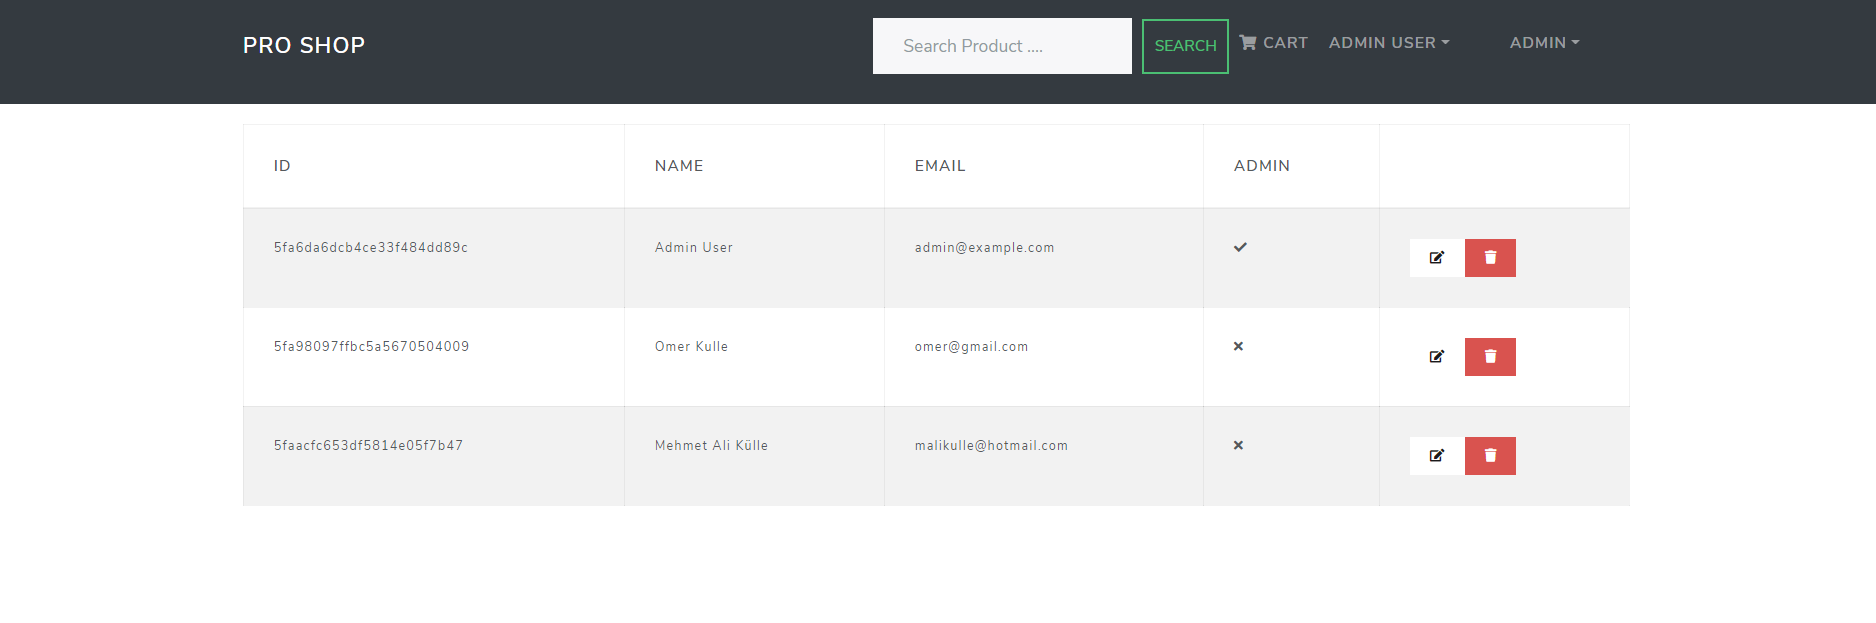 PRO SHOP
Search Product ....
SEARCH
CART
ADMIN USER
ADMIN
ID NAME EMAIL ADMIN
5fa6da6dcb4ce33f484dd89c Admin User admin@example.com
5fa98097ffbc5a5670504009 Omer Kulle omer@gmail.com
5faacfc653df5814e05f7b47 Mehmet Ali Külle malikulle@hotmail.com